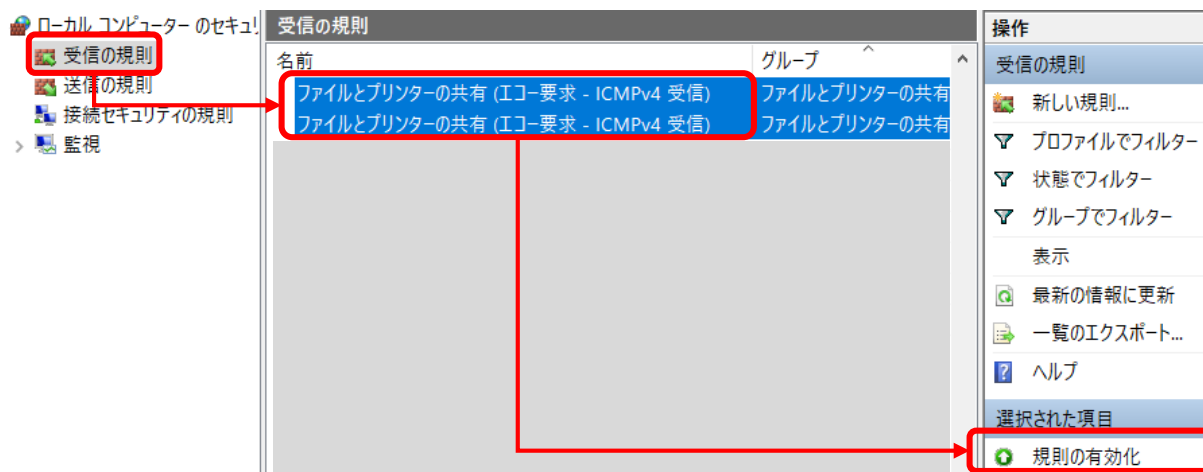 ローカル コンピューター のセキュリ
受信の規則
送信の規則
接続セキュリティの規則
監視
受信の規則
名前
グループ
ファイルとプリンターの共有 (エコー要求 - ICMPv4 受信)
ファイルとプリンターの共有
ファイルとプリンターの共有 (エコー要求 - ICMPv4 受信)
ファイルとプリンターの共有
操作
受信の規則
新しい規則...
プロファイルでフィルター
状態でフィルター
グループでフィルター
表示
最新の情報に更新
一覧のエクスポート...
ヘルプ
選択された項目
規則の有効化